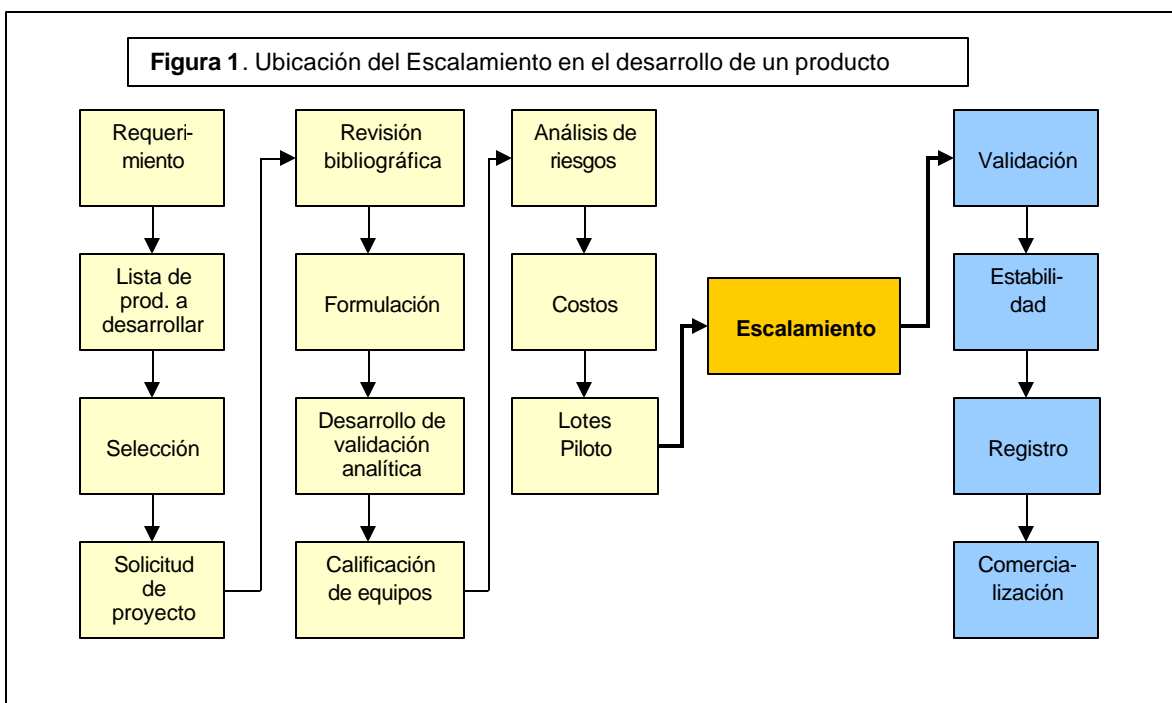 Figura 1. Ubicación del Escalamiento en el desarrollo de un producto
Requeri-
miento
Lista de
prod. a
desarrollar
Selección
Solicitud
de
proyecto
Revisión
bibliográfica
Formulación
Desarrollo de
validación
analítica
Calificación
de equipos
Análisis de
riesgos
Costos
Lotes
Piloto
Escalamiento
Validación
Estabili-
dad
Registro
Comercia-
lización